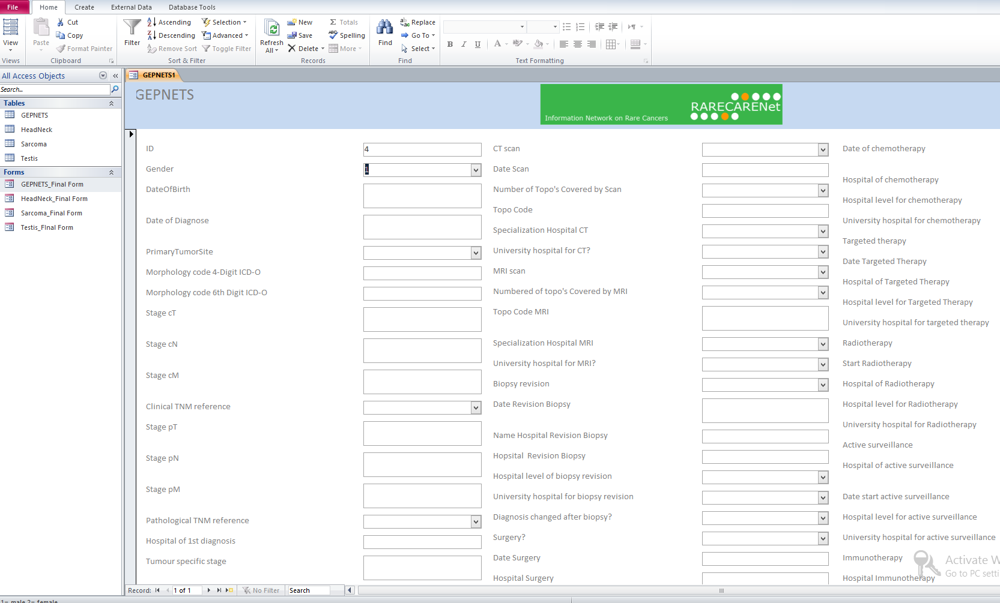 File Home Create External Data Database Tools
View
Views
Paste
Cut
Copy
Format Painter
Clipboard
Filter
Ascending
Descending
Remove Sort
Selection
Advanced
Toggle Filter
Sort & Filter
Refresh
All
New
Save
Delete
Totals
Spelling
More
Records
Find
Replace
Go To
Select
Find
B I U A
Text Formatting
All Access Objects
Search...
Tables
GEPNETS
HeadNeck
Sarcoma
Testis
Forms
GEPNETS_Final Form
HeadNeck_Final Form
Sarcoma_Final Form
Testis_FInal Form
GEPNETS1
GEPNETS
Information Network on Rare Cancers
RARECARENet
ID 4
Gender 1
DateOfBirth
Date of Diagnose
PrimaryTumorSite
Morphology code 4-Digit ICD-O
Morphology code 6th Digit ICD-O
Stage cT
Stage cN
Stage cM
Clinical TNM reference
Stage pT
Stage pN
Stage pM
Pathological TNM reference
Hospital of 1st diagnosis
Tumour specific stage
CT scan
Date Scan
Number of Topo's Covered by Scan
Topo Code
Specialization Hospital CT
University hospital for CT?
MRI scan
Numbered of topo's Covered by MRI
Topo Code MRI
Specialization Hospital MRI
University hospital for MRI?
Biopsy revision
Date Revision Biopsy
Name Hospital Revision Biopsy
Hopsital Revision Biopsy
Hospital level of biopsy revision
University hospital for biopsy revision
Diagnosis changed after biopsy?
Surgery?
Date Surgery
Hospital Surgery
Date of chemotherapy
Hospital of chemotherapy
Hospital level for chemotherapy
University hospital for chemotherapy
Targeted therapy
Date Targeted Therapy
Hospital of Targeted Therapy
Hospital level for Targeted Therapy
University hospital for targeted therapy
Radiotherapy
Start Radiotherapy
Hospital of Radiotherapy
Hospital level for Radiotherapy
University hospital for Radiotherapy
Active surveillance
Hospital of active surveillance
Date start active surveillance
Hospital level for active surveillance
University hospital for active surveillance
Immunotherapy
Hospital Immunotherapy
Activate W
Go to PC setti
Record: 1 of 1 No Filter Search
1= male 2= female